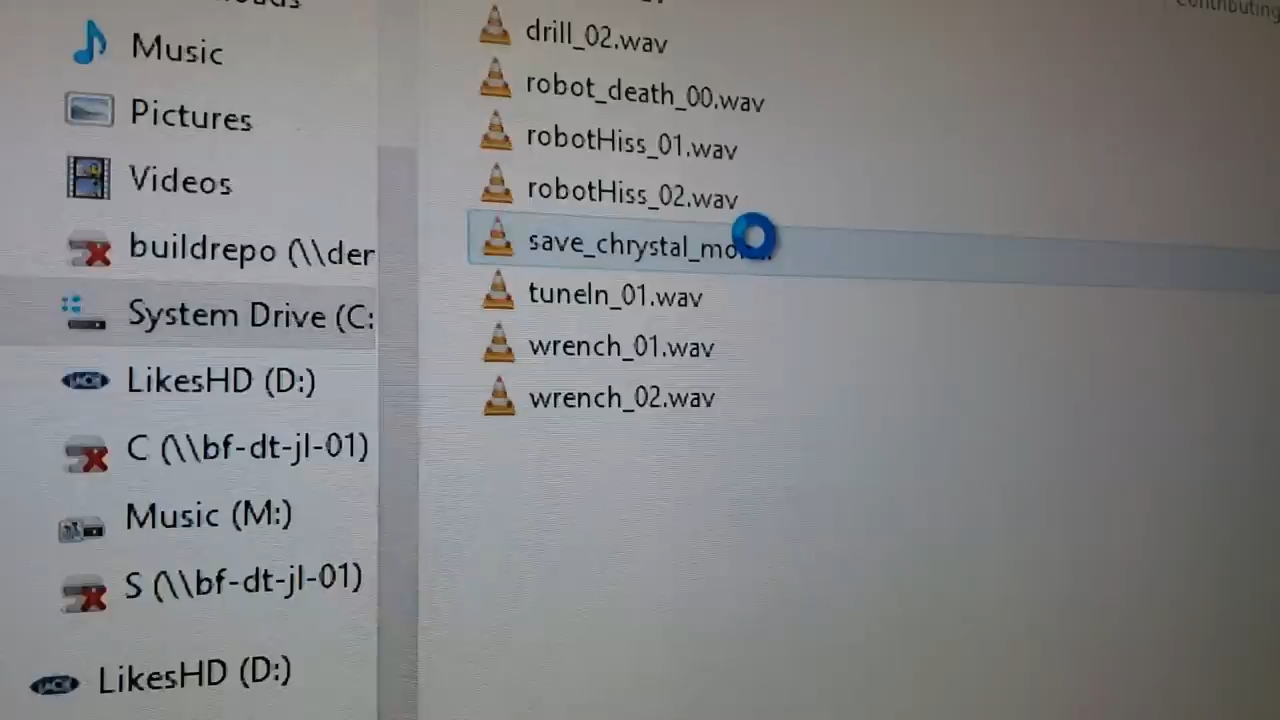 Music
Pictures
Videos
buildrepo (\\der
System Drive (C:
LikesHD (D:)
C (\\bf-dt-jl-01)
Music (M:)
S (\\bf-dt-jl-01)
LikesHD (D:)
Contributing
drill_02.wav
robot_death_00.wav
robotHiss_01.wav
robotHiss_02.wav
save_chrystal_mo
tuneIn_01.wav
wrench_01.wav
wrench_02.wav